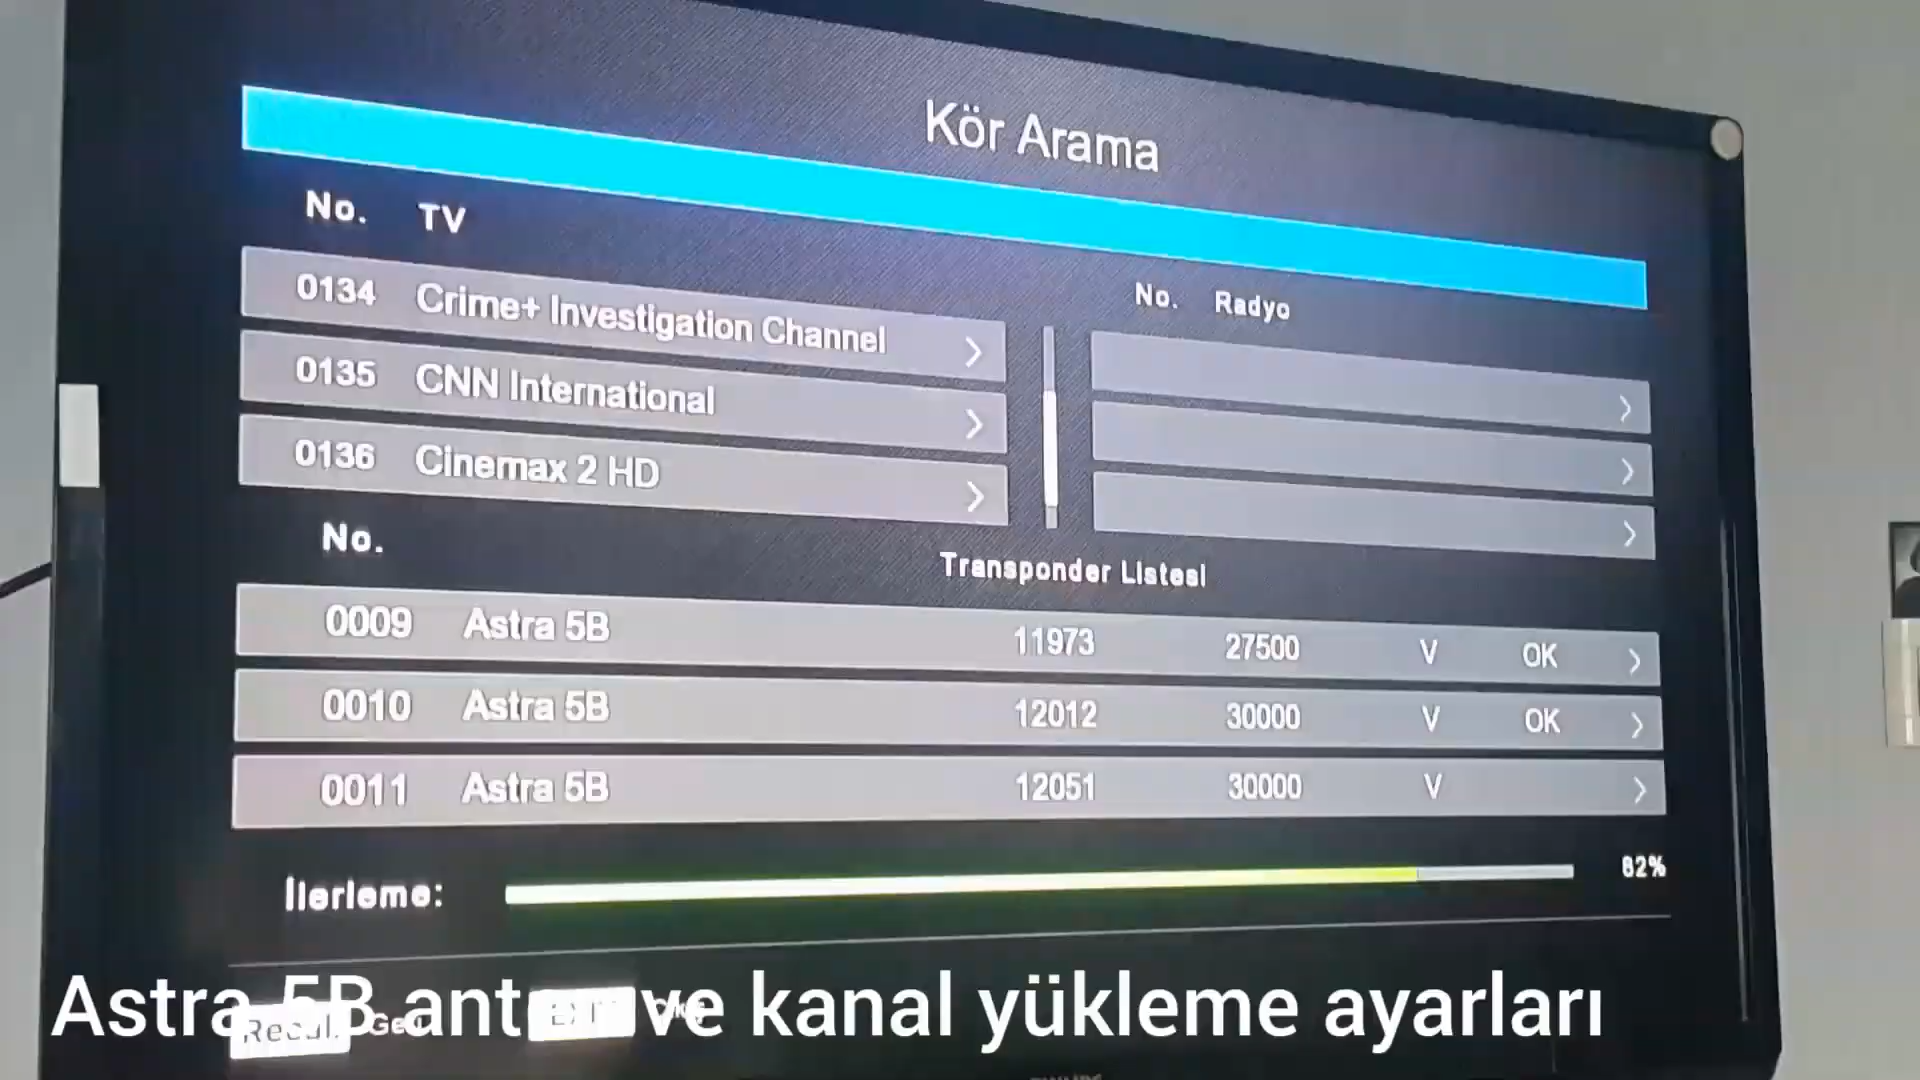 Kör Arama
No. TV
0134 Crime+ Investigation Channel
0135 CNN International
0136 Cinemax 2 HD
No. Radyo
No. Transponder Listesi
0009 Astra 5B 11973 27500 V OK
0010 Astra 5B 12012 30000 V OK
0011 Astra 5B 12051 30000 V
İlerleme: 82%
Astra 5B ve kanal yükleme ayarları